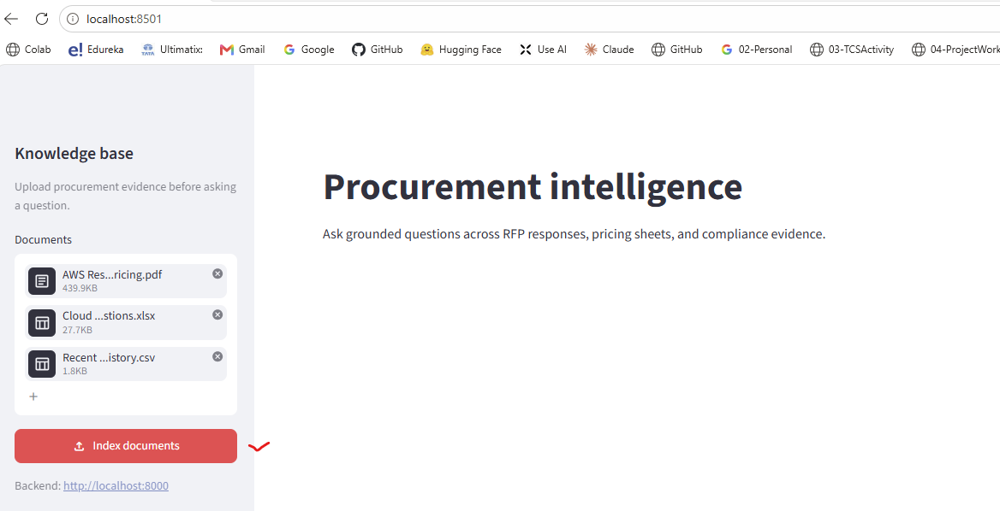 localhost:8501
Colab e! Edureka TATA Ultimatix: Gmail Google GitHub Hugging Face Use AI Claude GitHub 02-Personal 03-TCSActivity 04-ProjectWork
Knowledge base
Upload procurement evidence before asking
a question.
Documents
AWS Res...ricing.pdf
439.9KB
Cloud ...stions.xlsx
27.7KB
Recent ...istory.csv
1.8KB
+
Index documents
Backend: http://localhost:8000
Procurement intelligence
Ask grounded questions across RFP responses, pricing sheets, and compliance evidence.